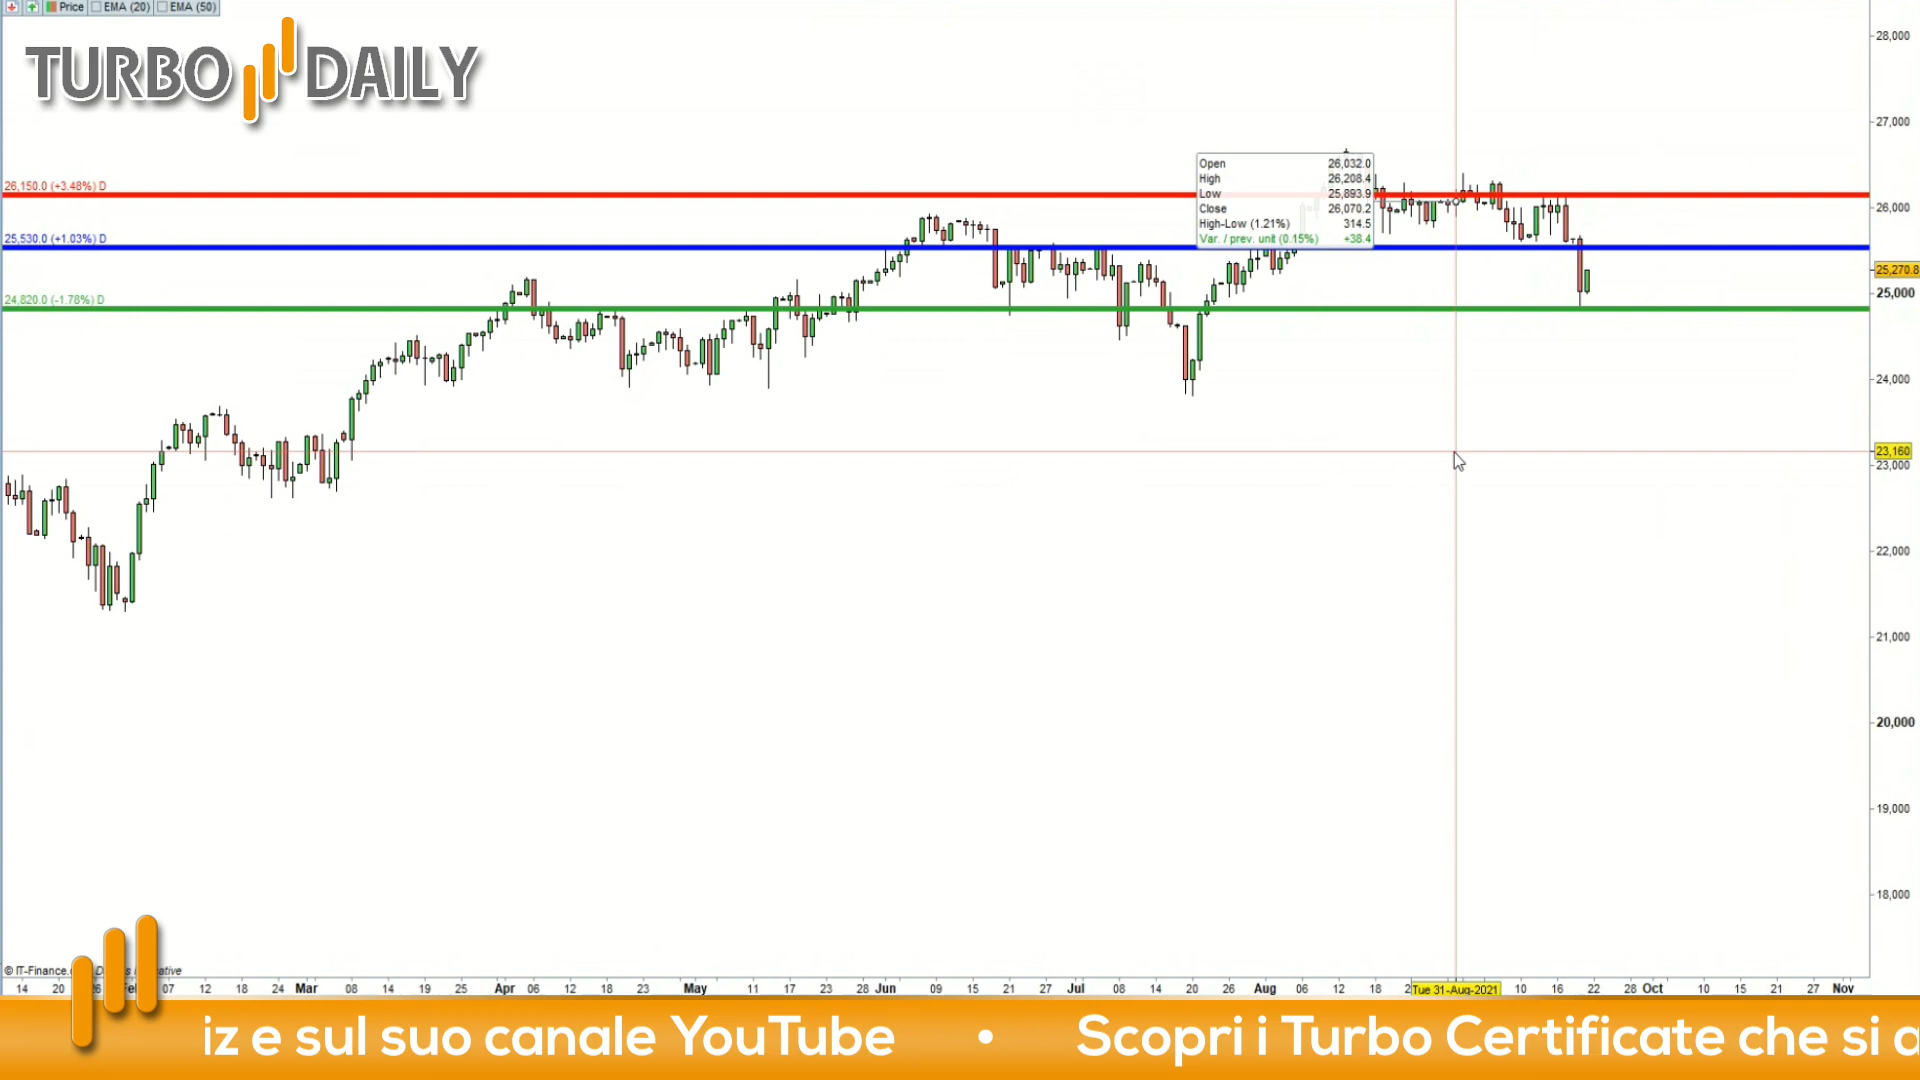 Price EMA (20) EMA (50)
TURBO DAILY
28,000
27,000
Open 26,032.0
High 26,208.4
Low 25,893.9
Close 26,070.2
High-Low (1.21%) 314.5
Var. / prev. unit (0.15%) +38.4
26,150.0 (+3.48%) D
26,000
25,530.0 (+1.03%) D
25,270.8
25,000
24,820.0 (-1.78%) D
24,000
23,160
23,000
22,000
21,000
20,000
19,000
18,000
© IT-Finance.
14 20 26 07 12 18 24 Mar 08 14 19 25 Apr 06 12 18 23 May 11 17 23 28 Jun 09 15 21 27 Jul 08 14 20 26 Aug 06 12 18 Tue 31-Aug-2021 10 16 22 28 Oct 10 15 21 27 Nov
iz e sul suo canale YouTube • Scopri i Turbo Certificate che si